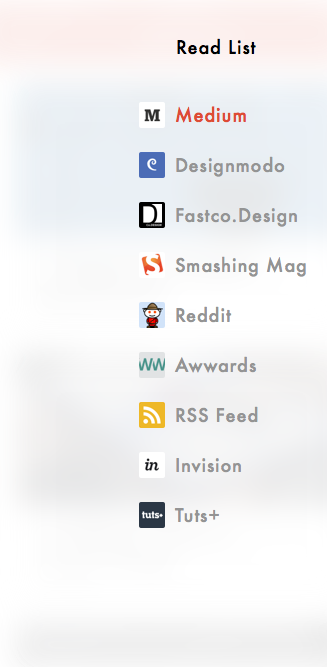 Read List
M Medium
Designmodo
D Fastco.Design
S Smashing Mag
Reddit
W Awwards
RSS Feed
in Invision
tuts+ Tuts+